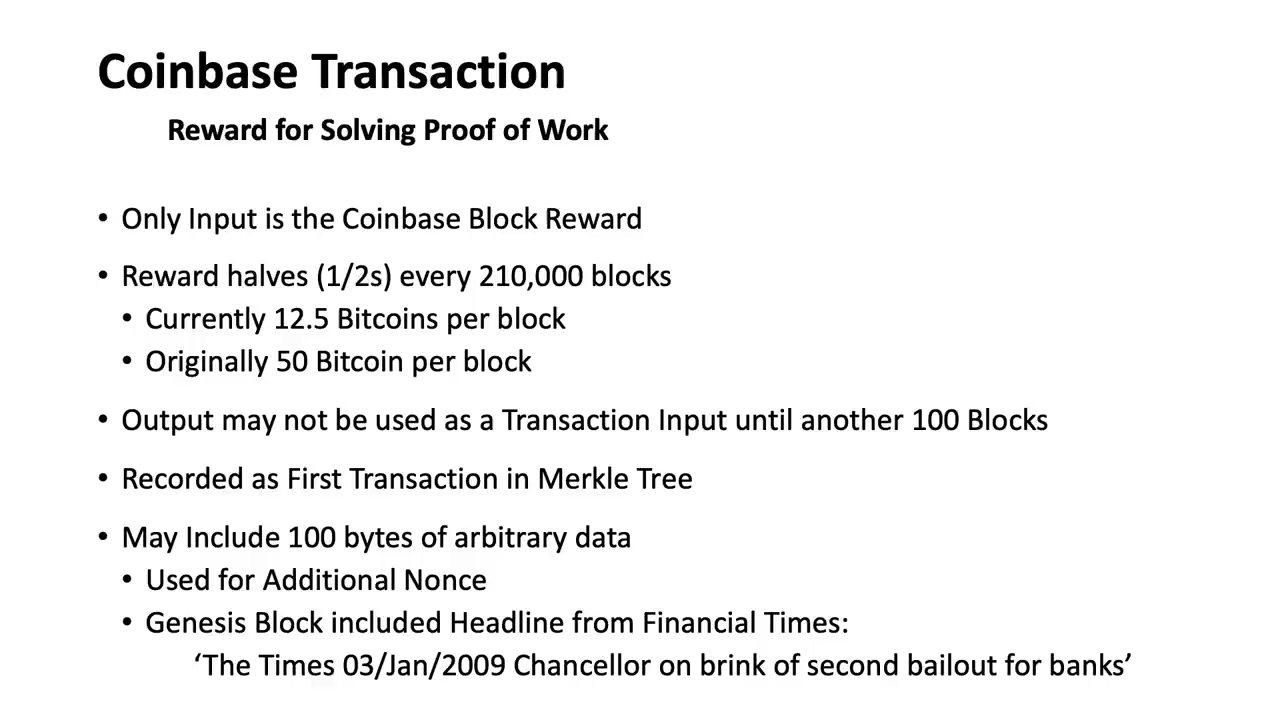 Coinbase Transaction
Reward for Solving Proof of Work
• Only Input is the Coinbase Block Reward
• Reward halves (1/2s) every 210,000 blocks
• Currently 12.5 Bitcoins per block
• Originally 50 Bitcoin per block
• Output may not be used as a Transaction Input until another 100 Blocks
• Recorded as First Transaction in Merkle Tree
• May Include 100 bytes of arbitrary data
• Used for Additional Nonce
• Genesis Block included Headline from Financial Times:
‘The Times 03/Jan/2009 Chancellor on brink of second bailout for banks’